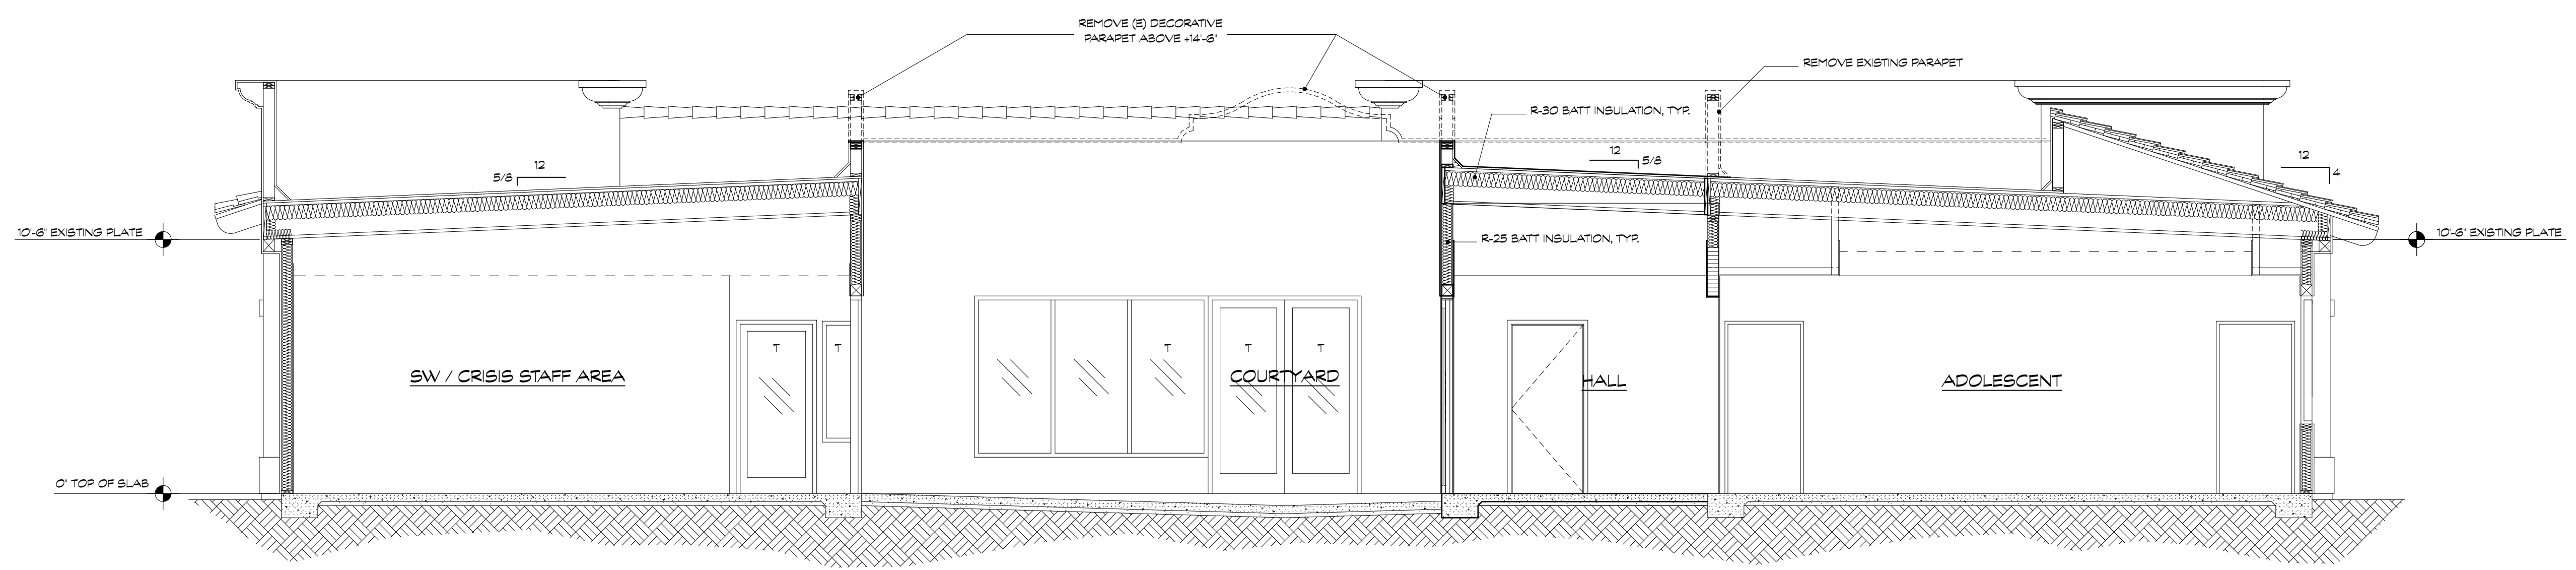 REMOVE (E) DECORATIVE
PARAPET ABOVE +14'-6"
REMOVE EXISTING PARAPET
R-30 BATT INSULATION, TYP.
12
5/8
12
5/8
12
4
10'-6" EXISTING PLATE
R-25 BATT INSULATION, TYP.
10'-6" EXISTING PLATE
T
T
T
T
T
SW / CRISIS STAFF AREA
COURTYARD
HALL
ADOLESCENT
0" TOP OF SLAB